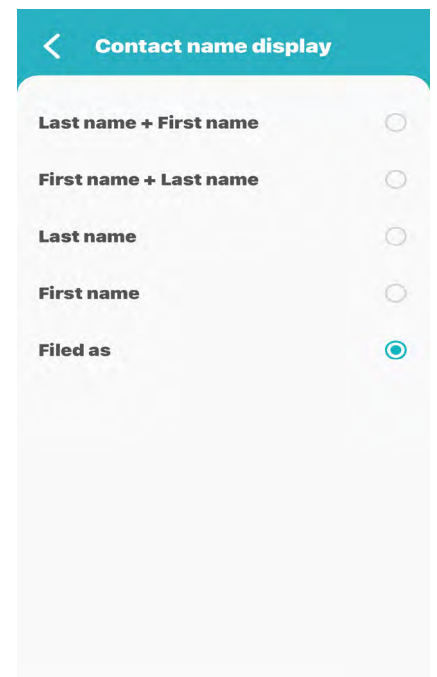 Contact name display
Last name + First name
First name + Last name
Last name
First name
Filed as